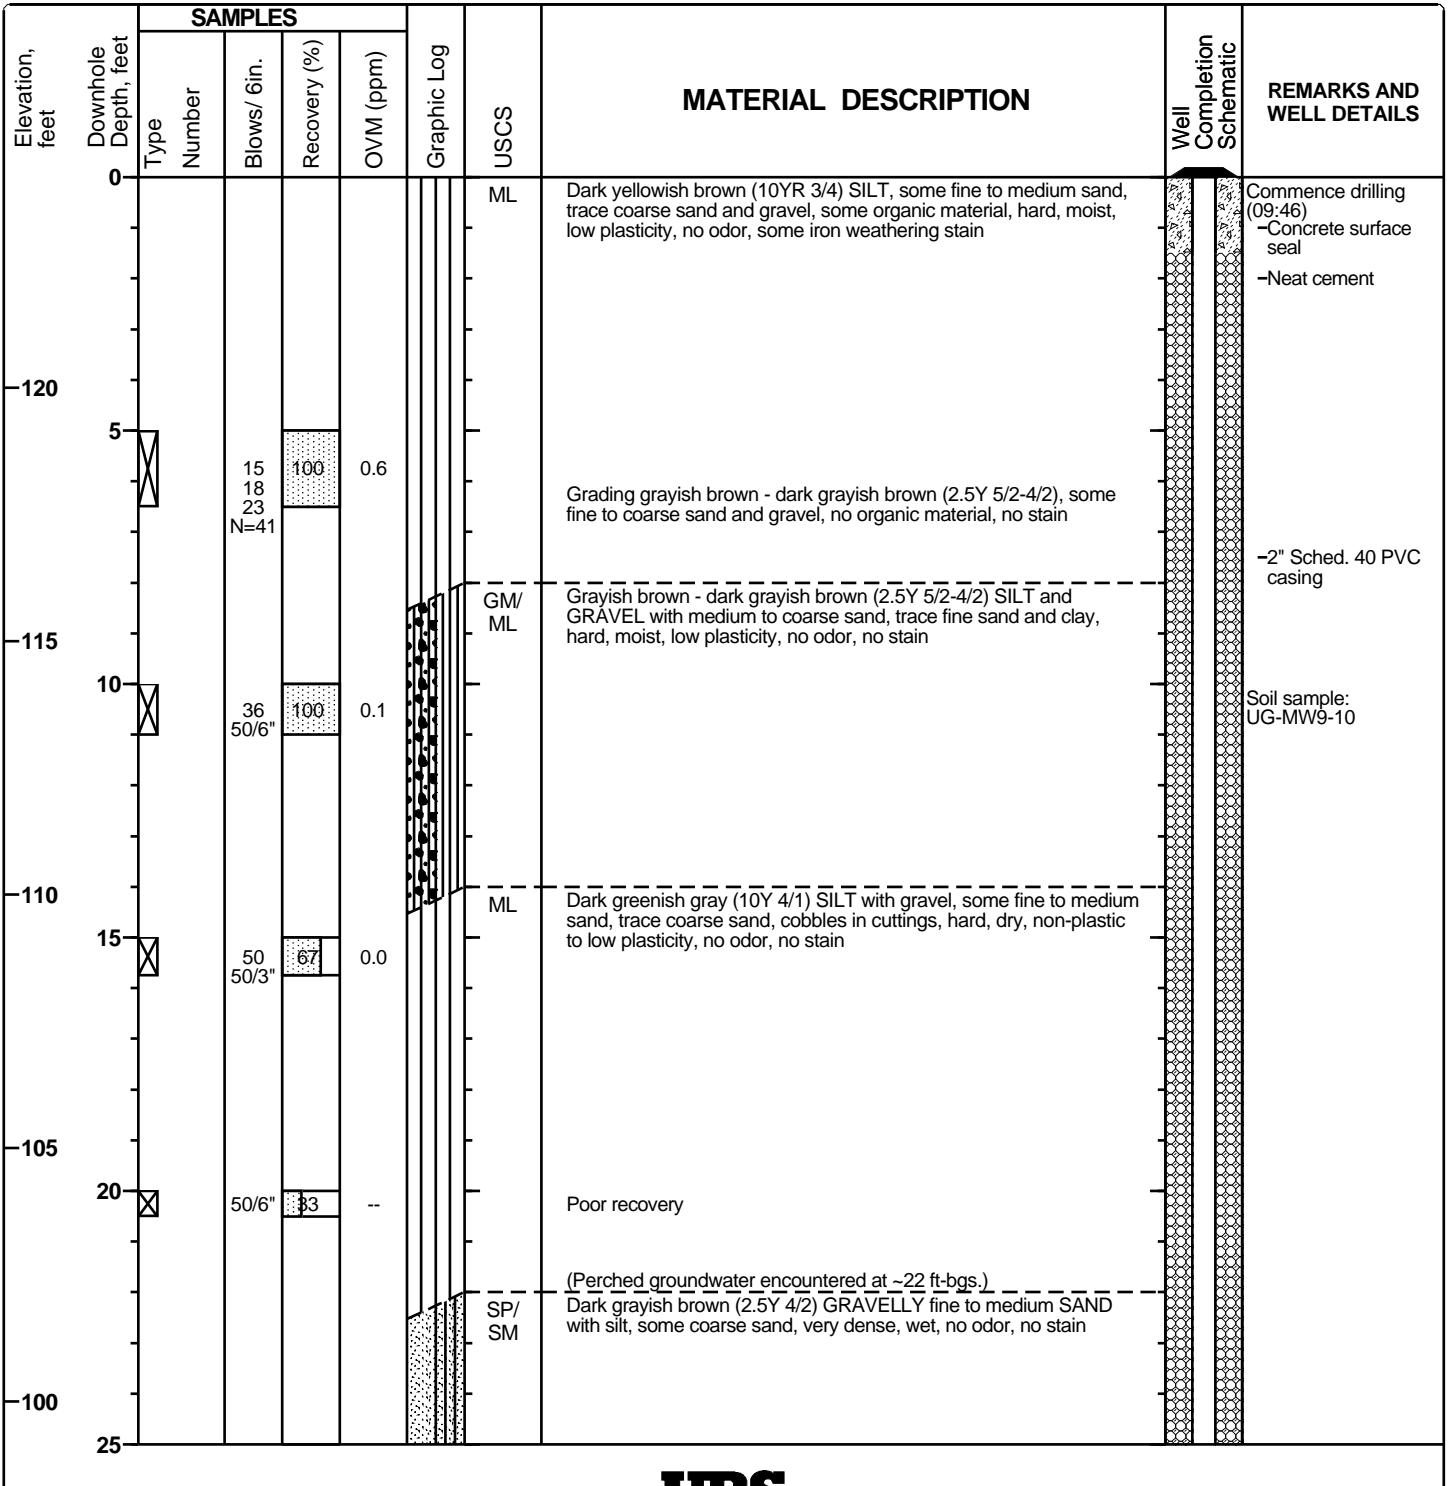 SAMPLES
Elevation,
feet
Downhole
Depth, feet
Type
Number
Blows/ 6in.
Recovery (%)
OVM (ppm)
Graphic Log
USCS
MATERIAL DESCRIPTION
Well
Completion
Schematic
REMARKS AND
WELL DETAILS
0
ML
Dark yellowish brown (10YR 3/4) SILT, some fine to medium sand,
trace coarse sand and gravel, some organic material, hard, moist,
low plasticity, no odor, some iron weathering stain
Commence drilling
(09:46)
Concrete surface
seal
Neat cement
120
5
15
18
23
N=41
100
0.6
Grading grayish brown - dark grayish brown (2.5Y 5/2-4/2), some
fine to coarse sand and gravel, no organic material, no stain
2" Sched. 40 PVC
casing
GM/
ML
Grayish brown - dark grayish brown (2.5Y 5/2-4/2) SILT and
GRAVEL with medium to coarse sand, trace fine sand and clay,
hard, moist, low plasticity, no odor, no stain
115
10
36
50/6"
100
0.1
Soil sample:
UG-MW9-10
110
ML
Dark greenish gray (10Y 4/1) SILT with gravel, some fine to medium
sand, trace coarse sand, cobbles in cuttings, hard, dry, non-plastic
to low plasticity, no odor, no stain
15
50
50/3"
67
0.0
105
20
50/6"
33
--
Poor recovery
(Perched groundwater encountered at ~22 ft-bgs.)
SP/
SM
Dark grayish brown (2.5Y 4/2) GRAVELLY fine to medium SAND
with silt, some coarse sand, very dense, wet, no odor, no stain
100
25